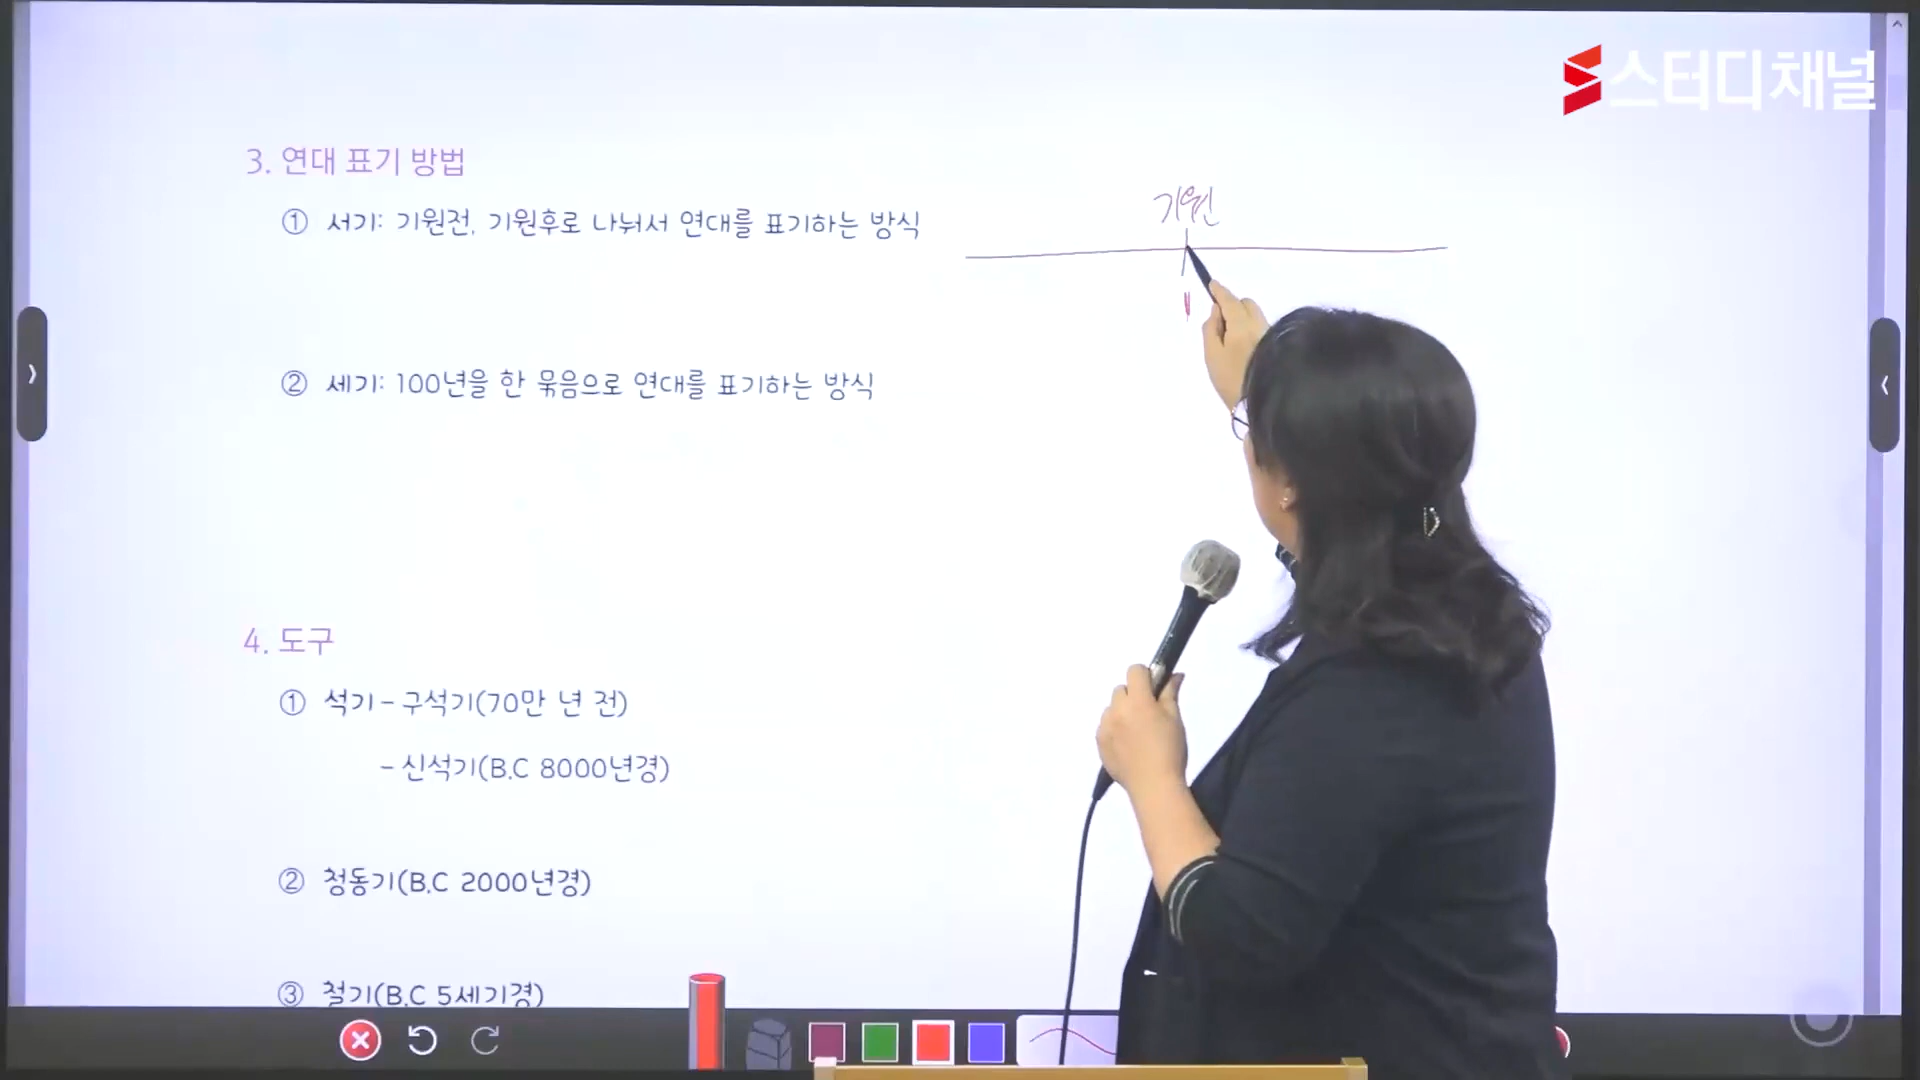 스터디채널
3. 연대 표기 방법
기원
① 서기: 기원전, 기원후로 나눠서 연대를 표기하는 방식
② 세기: 100년을 한 묶음으로 연대를 표기하는 방식
4. 도구
① 석기 - 구석기(70만 년 전)
- 신석기(B.C 8000년경)
② 청동기(B.C 2000년경)
③ 철기(B.C 5세기경)